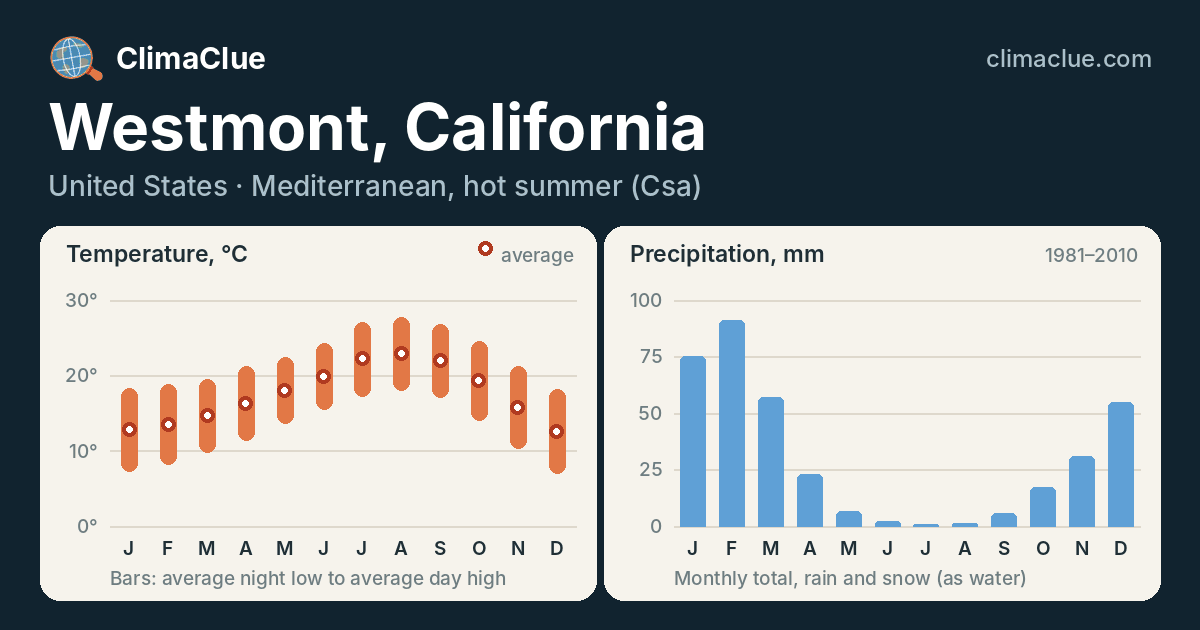 ClimaClue
climaclue.com
Westmont, California
United States · Mediterranean, hot summer (Csa)
Temperature, °C
average
30°
20°
10°
0°
J F M A M J J A S O N D
Bars: average night low to average day high
Precipitation, mm
1981–2010
100
75
50
25
0
J F M A M J J A S O N D
Monthly total, rain and snow (as water)